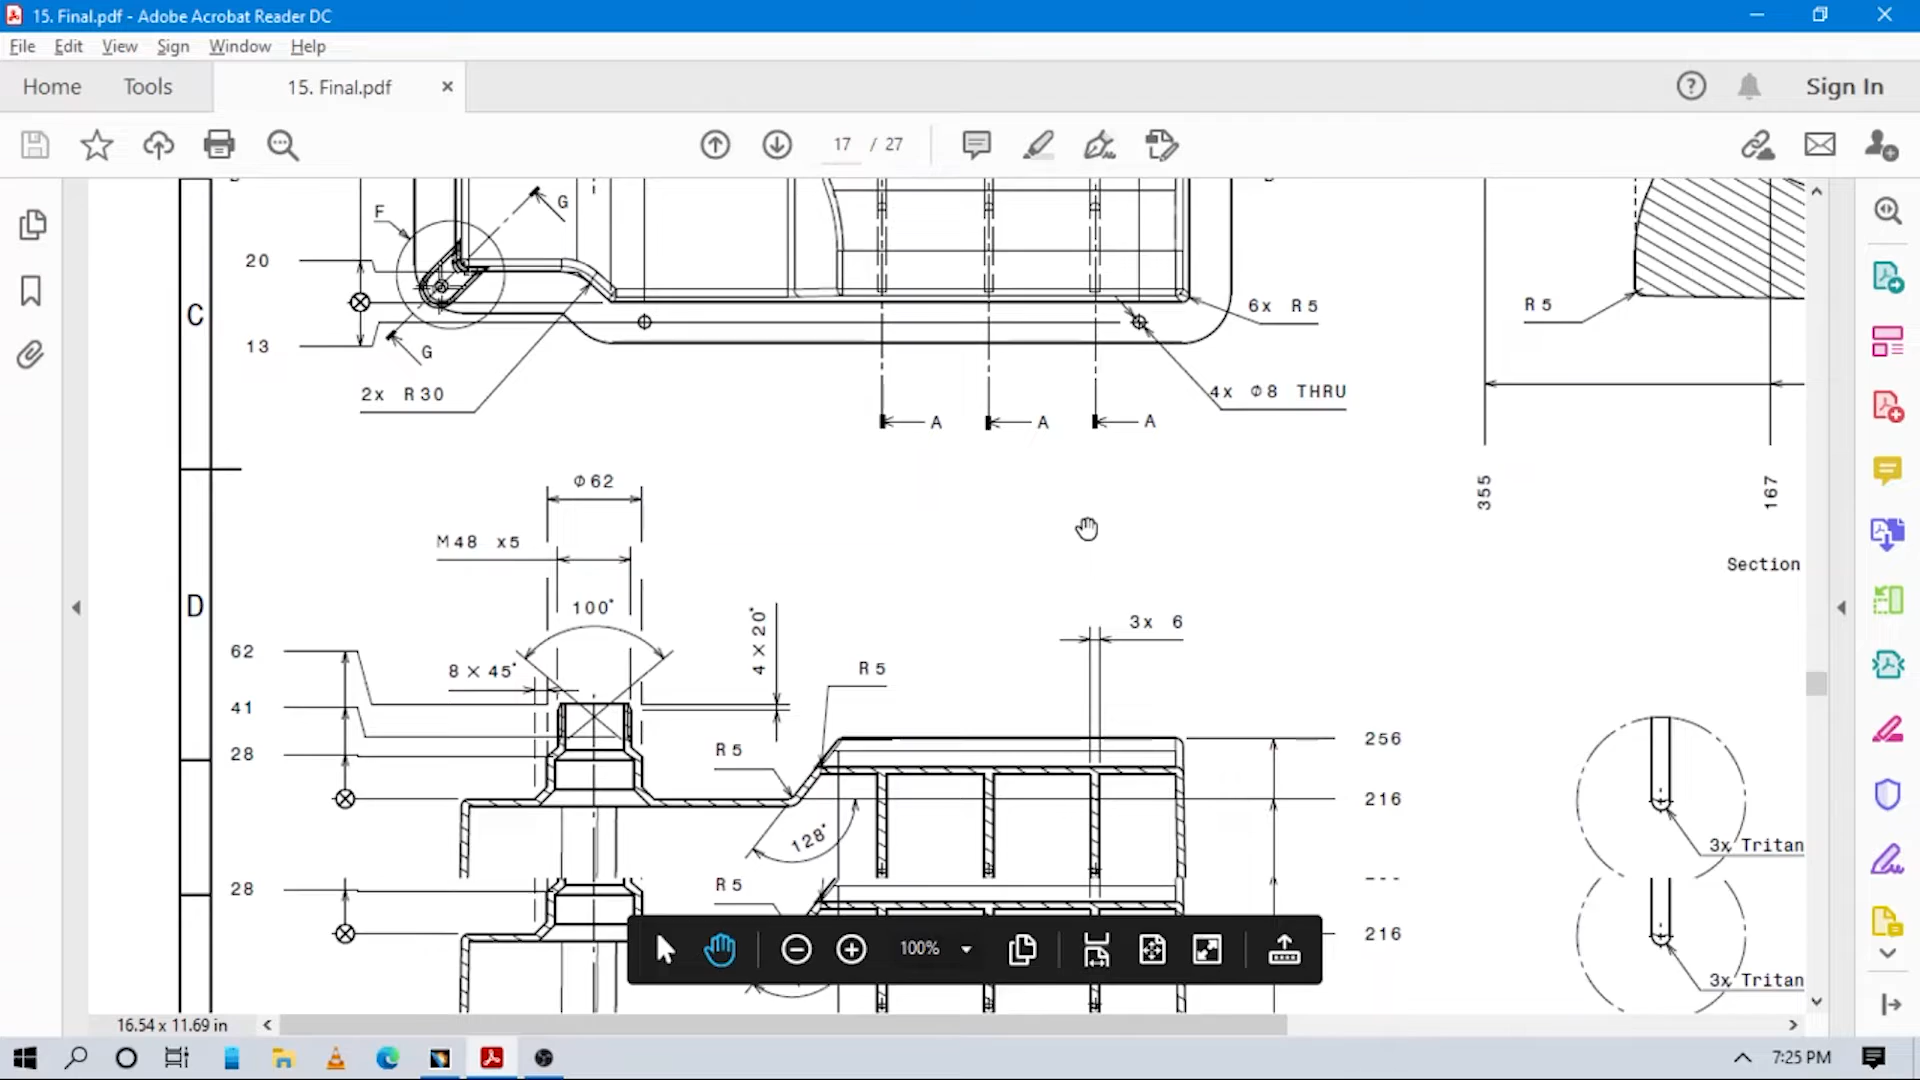 15. Final.pdf - Adobe Acrobat Reader DC
File Edit View Sign Window Help
Home Tools 15. Final.pdf × Sign In
17 / 27
F G
20
C
6x R5
R5
13
G
2x R30
4x Φ8 THRU
A A A
Φ62
355 167
M48 x5
Section
D
100°
4×20°
3x 6
62
8×45°
R5
41
28
R5
256
216
128°
3x Tritan
28
R5
216
100%
3x Tritan
16.54 x 11.69 in
7:25 PM